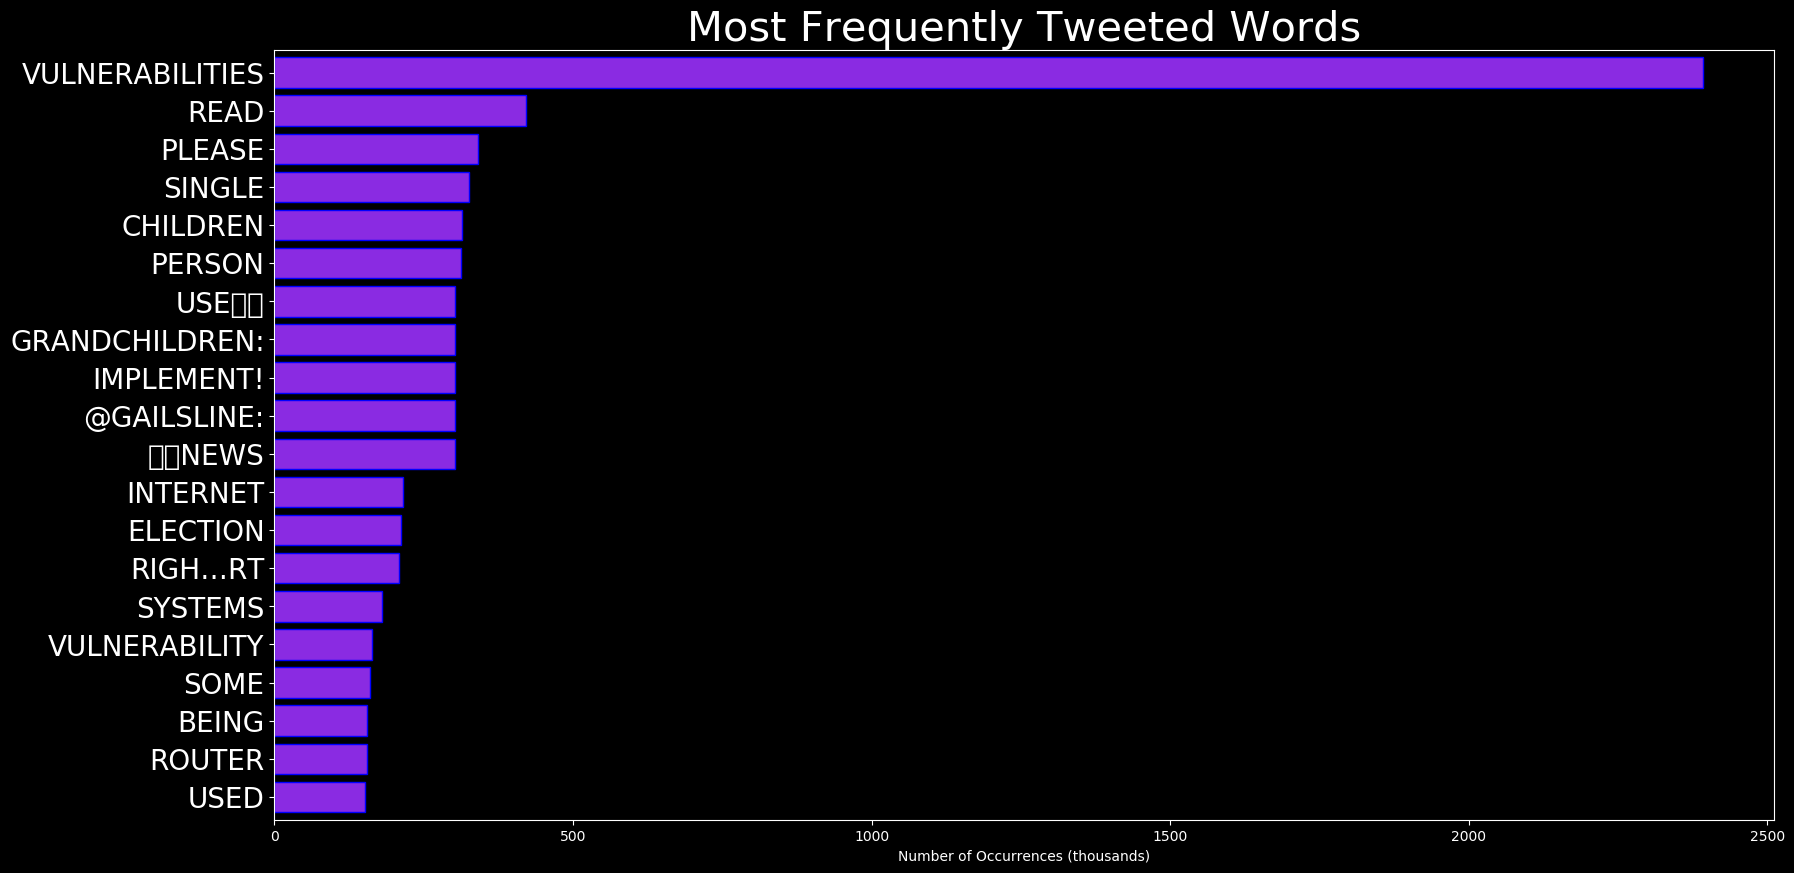 Most Frequently Tweeted Words
VULNERABILITIES
READ
PLEASE
SINGLE
CHILDREN
PERSON
USE▯▯
GRANDCHILDREN:
IMPLEMENT!
@GAILSLINE:
▯▯NEWS
INTERNET
ELECTION
RIGH…RT
SYSTEMS
VULNERABILITY
SOME
BEING
ROUTER
USED
0 500 1000 1500 2000 2500
Number of Occurrences (thousands)